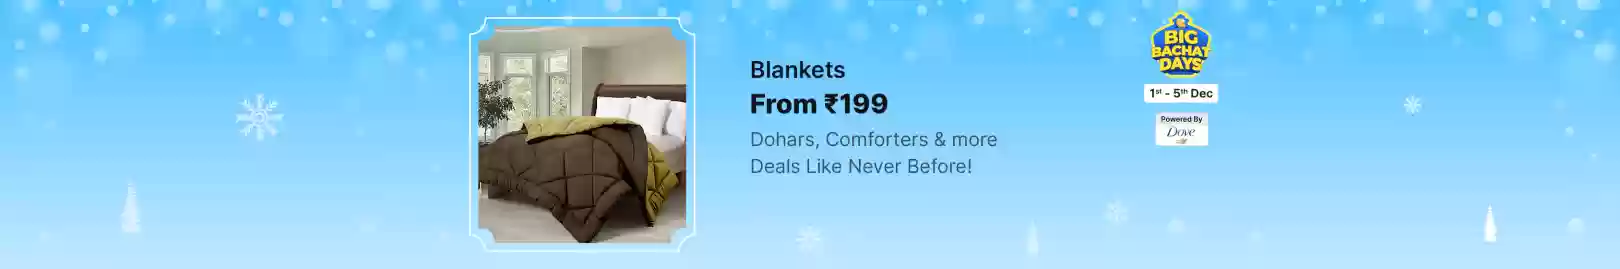 Blankets
From ₹199
Dohars, Comforters & more
Deals Like Never Before!
BIG
BACHAT
DAYS
1st - 5th Dec
Powered By
Dove